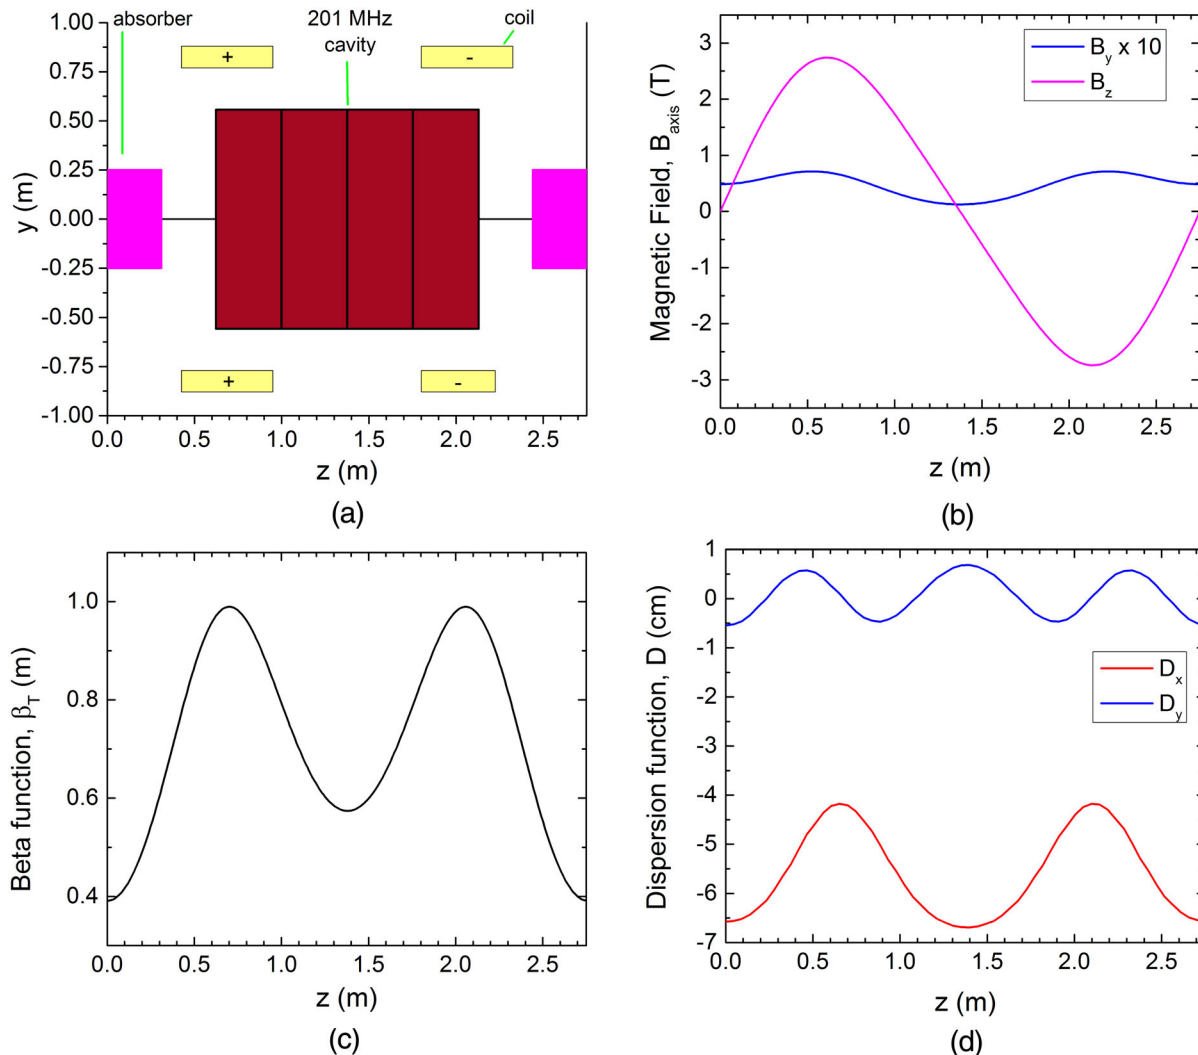 absorber
201 MHz
cavity
coil
+
-
+
-
1.00
0.75
0.50
0.25
0.00
-0.25
-0.50
-0.75
-1.00
y (m)
0.0 0.5 1.0 1.5 2.0 2.5
z (m)
(a)
B_y x 10
B_z
3
2
1
0
-1
-2
-3
Magnetic Field, B_axis (T)
0.0 0.5 1.0 1.5 2.0 2.5
z (m)
(b)
1.0
0.8
0.6
0.4
Beta function, β_T (m)
0.0 0.5 1.0 1.5 2.0 2.5
z (m)
(c)
1
0
-1
-2
-3
-4
-5
-6
-7
Dispersion function, D (cm)
D_x
D_y
0.0 0.5 1.0 1.5 2.0 2.5
z (m)
(d)